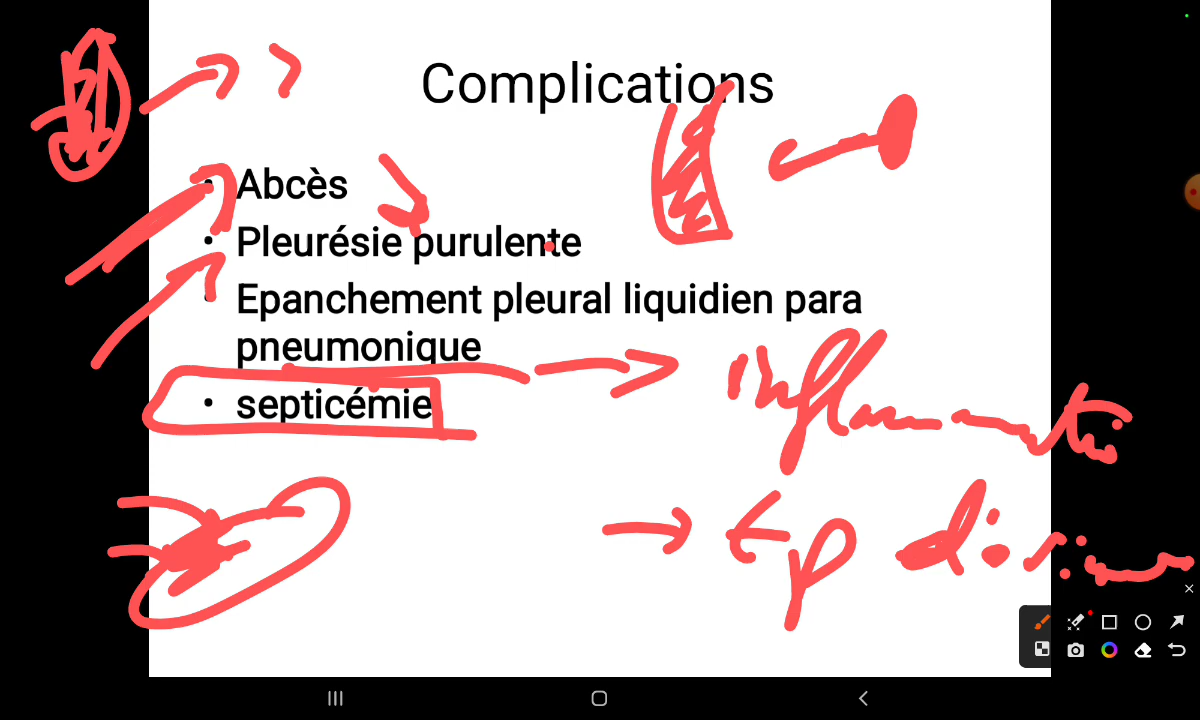 Complications
• Abcès
• Pleurésie purulente
• Epanchement pleural liquidien para
pneumonique
• septicémie